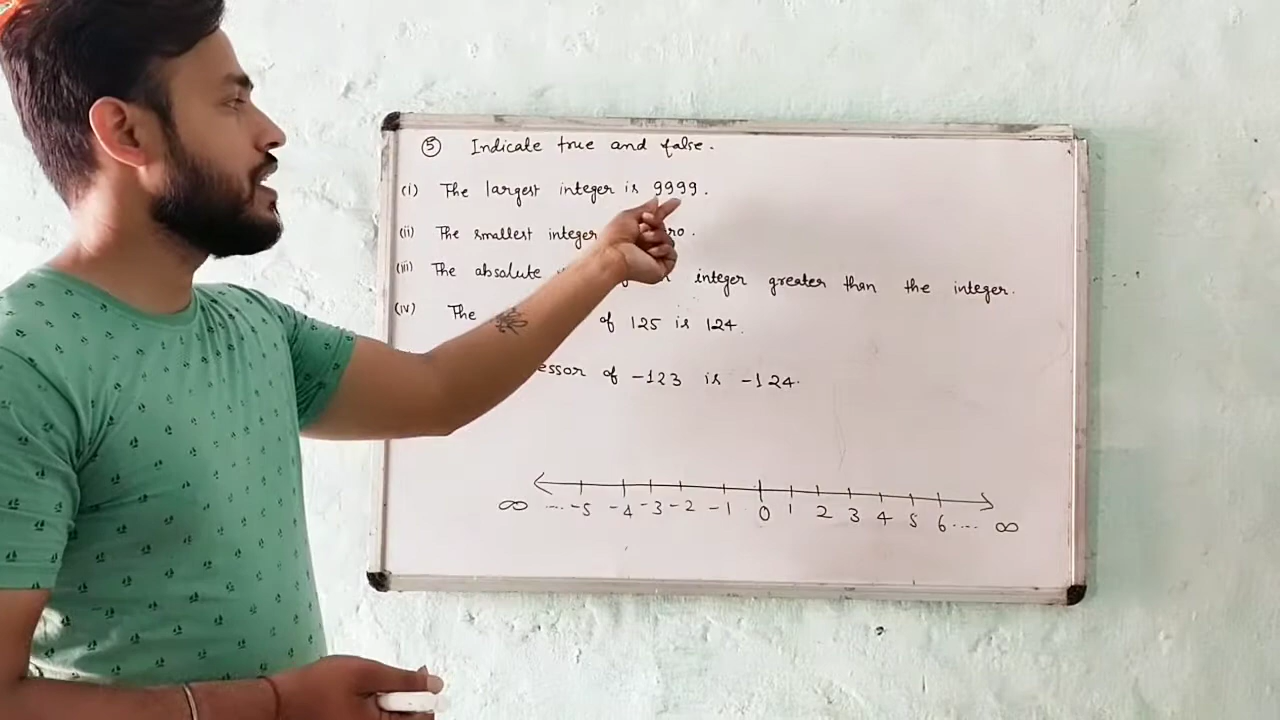 5 Indicate true and false.
(i) The largest integer is 9999.
(ii) The smallest integer
(iii) The absolute integer greater than the integer.
(iv) The of 125 is 124.
of -123 is -124.
∞ .... -5 -4 -3 -2 -1 0 1 2 3 4 5 6 .... ∞